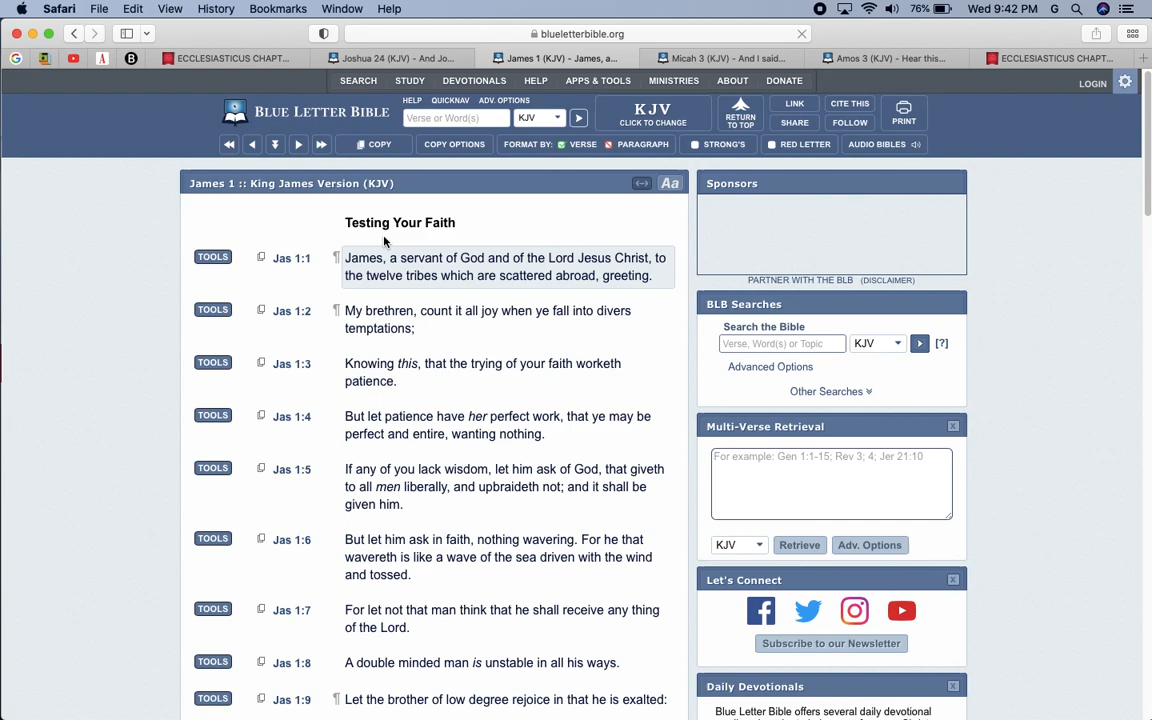 Safari File Edit View History Bookmarks Window Help 76% Wed 9:42 PM G
blueletterbible.org
ECCLESIASTICUS CHAPT... Joshua 24 (KJV) - And Jo... James 1 (KJV) - James, a... Micah 3 (KJV) - And I said... Amos 3 (KJV) - Hear this... ECCLESIASTICUS CHAPT...
SEARCH STUDY DEVOTIONALS HELP APPS & TOOLS MINISTRIES ABOUT DONATE LOGIN
BLUE LETTER BIBLE
HELP QUICKNAV ADV. OPTIONS
Verse or Word(s) KJV
KJV
CLICK TO CHANGE
RETURN
TO TOP
LINK CITE THIS
SHARE FOLLOW
PRINT
COPY COPY OPTIONS FORMAT BY: VERSE PARAGRAPH STRONG'S RED LETTER AUDIO BIBLES
James 1 :: King James Version (KJV) Aa
Testing Your Faith
TOOLS Jas 1:1 ¶ James, a servant of God and of the Lord Jesus Christ, to
the twelve tribes which are scattered abroad, greeting.
TOOLS Jas 1:2 ¶ My brethren, count it all joy when ye fall into divers
temptations;
TOOLS Jas 1:3 Knowing this, that the trying of your faith worketh
patience.
TOOLS Jas 1:4 But let patience have her perfect work, that ye may be
perfect and entire, wanting nothing.
TOOLS Jas 1:5 If any of you lack wisdom, let him ask of God, that giveth
to all men liberally, and upbraideth not; and it shall be
given him.
TOOLS Jas 1:6 But let him ask in faith, nothing wavering. For he that
wavereth is like a wave of the sea driven with the wind
and tossed.
TOOLS Jas 1:7 For let not that man think that he shall receive any thing
of the Lord.
TOOLS Jas 1:8 A double minded man is unstable in all his ways.
TOOLS Jas 1:9 ¶ Let the brother of low degree rejoice in that he is exalted:
Sponsors
PARTNER WITH THE BLB (DISCLAIMER)
BLB Searches
Search the Bible
Verse, Word(s) or Topic KJV [?]
Advanced Options
Other Searches
Multi-Verse Retrieval
For example: Gen 1:1-15; Rev 3; 4; Jer 21:10
KJV Retrieve Adv. Options
Let's Connect
Subscribe to our Newsletter
Daily Devotionals
Blue Letter Bible offers several daily devotional